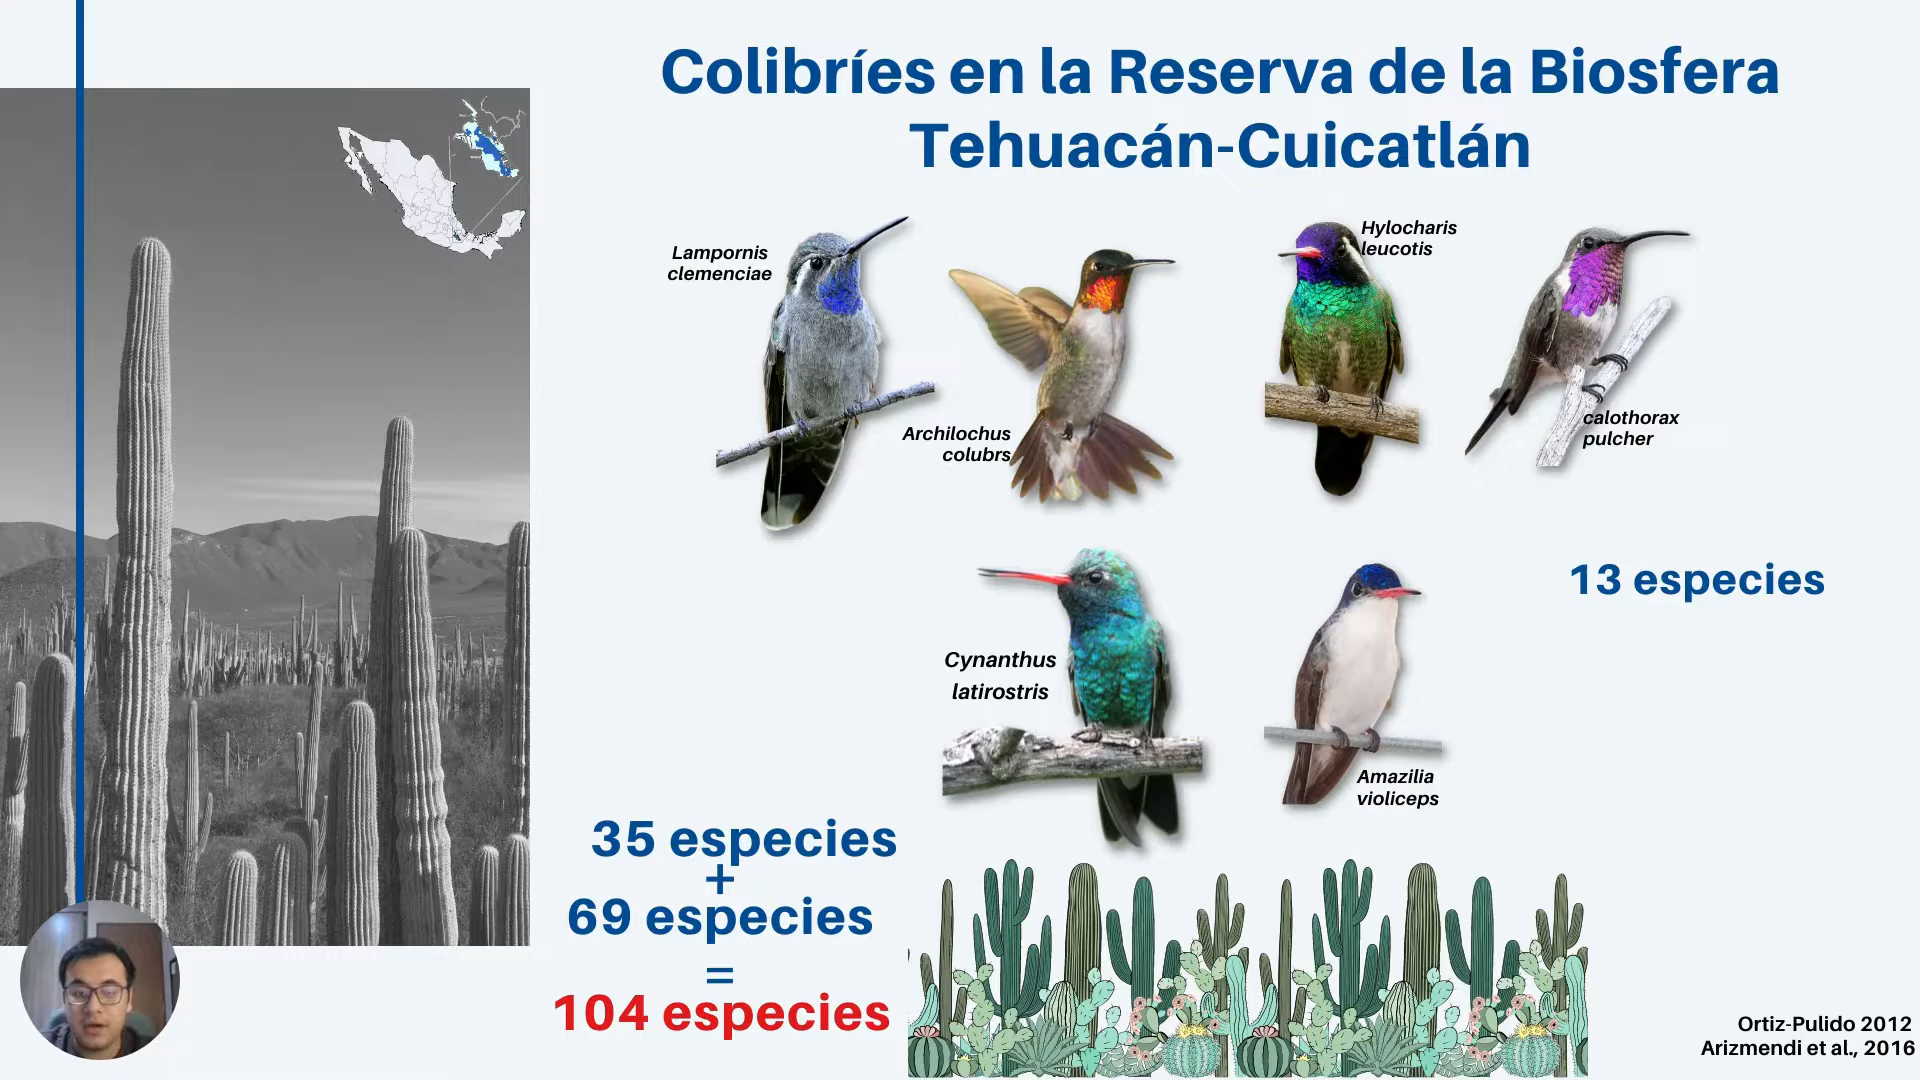 Colibríes en la Reserva de la Biosfera
Tehuacán-Cuicatlán
Lampornis
clemenciae
Archilochus
colubrs
Hylocharis
leucotis
calothorax
pulcher
Cynanthus
latirostris
Amazilia
violiceps
13 especies
35 especies
+
69 especies
=
104 especies
Ortiz-Pulido 2012
Arizmendi et al., 2016